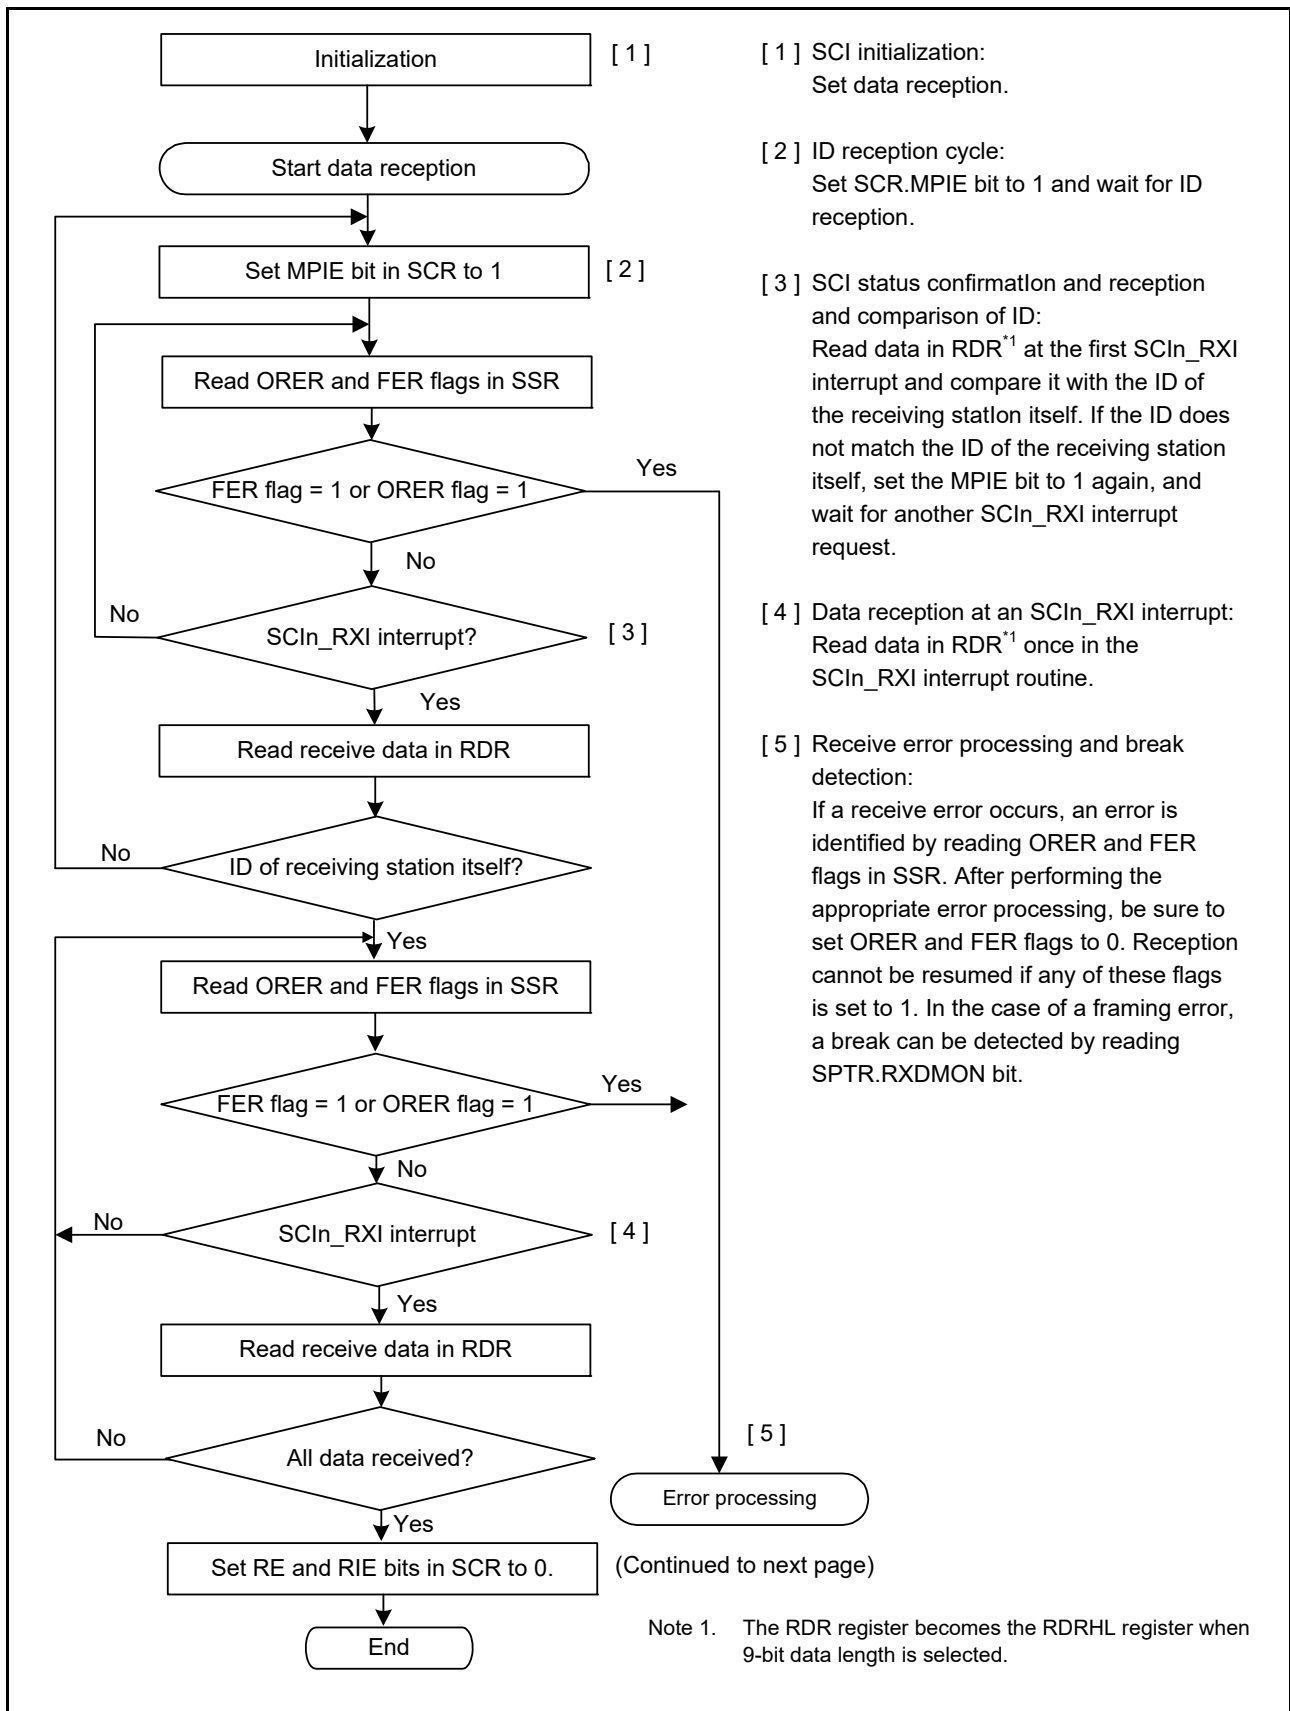 Initialization
[ 1 ]
Start data reception
Set MPIE bit in SCR to 1
[ 2 ]
Read ORER and FER flags in SSR
FER flag = 1 or ORER flag = 1
Yes
No
SCIn_RXI interrupt?
No
[ 3 ]
Yes
Read receive data in RDR
ID of receiving station itself?
No
Yes
Read ORER and FER flags in SSR
FER flag = 1 or ORER flag = 1
Yes
No
SCIn_RXI interrupt
No
[ 4 ]
Yes
Read receive data in RDR
All data received?
No
Yes
Set RE and RIE bits in SCR to 0.
End
[ 5 ]
Error processing
(Continued to next page)
[ 1 ] SCI initialization:
Set data reception.
[ 2 ] ID reception cycle:
Set SCR.MPIE bit to 1 and wait for ID
reception.
[ 3 ] SCI status confirmatIon and reception
and comparison of ID:
Read data in RDR*1 at the first SCIn_RXI
interrupt and compare it with the ID of
the receiving statIon itself. If the ID does
not match the ID of the receiving station
itself, set the MPIE bit to 1 again, and
wait for another SCIn_RXI interrupt
request.
[ 4 ] Data reception at an SCIn_RXI interrupt:
Read data in RDR*1 once in the
SCIn_RXI interrupt routine.
[ 5 ] Receive error processing and break
detection:
If a receive error occurs, an error is
identified by reading ORER and FER
flags in SSR. After performing the
appropriate error processing, be sure to
set ORER and FER flags to 0. Reception
cannot be resumed if any of these flags
is set to 1. In the case of a framing error,
a break can be detected by reading
SPTR.RXDMON bit.
Note 1. The RDR register becomes the RDRHL register when
9-bit data length is selected.